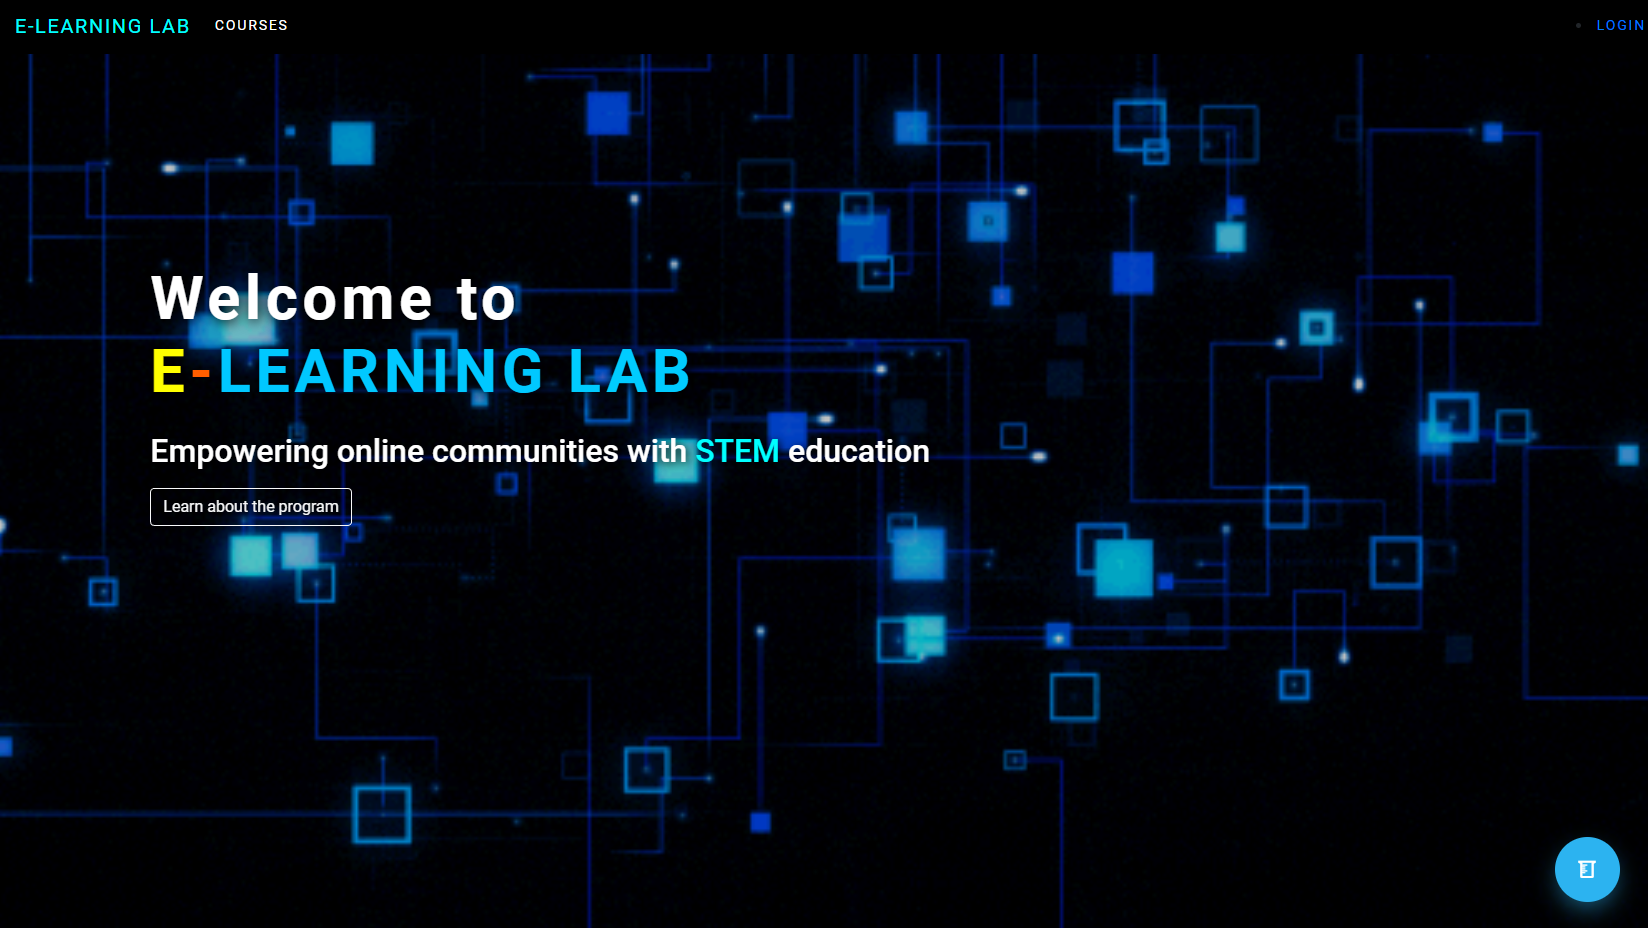 E-LEARNING LAB COURSES LOGIN
Welcome to
E-LEARNING LAB
Empowering online communities with STEM education
Learn about the program